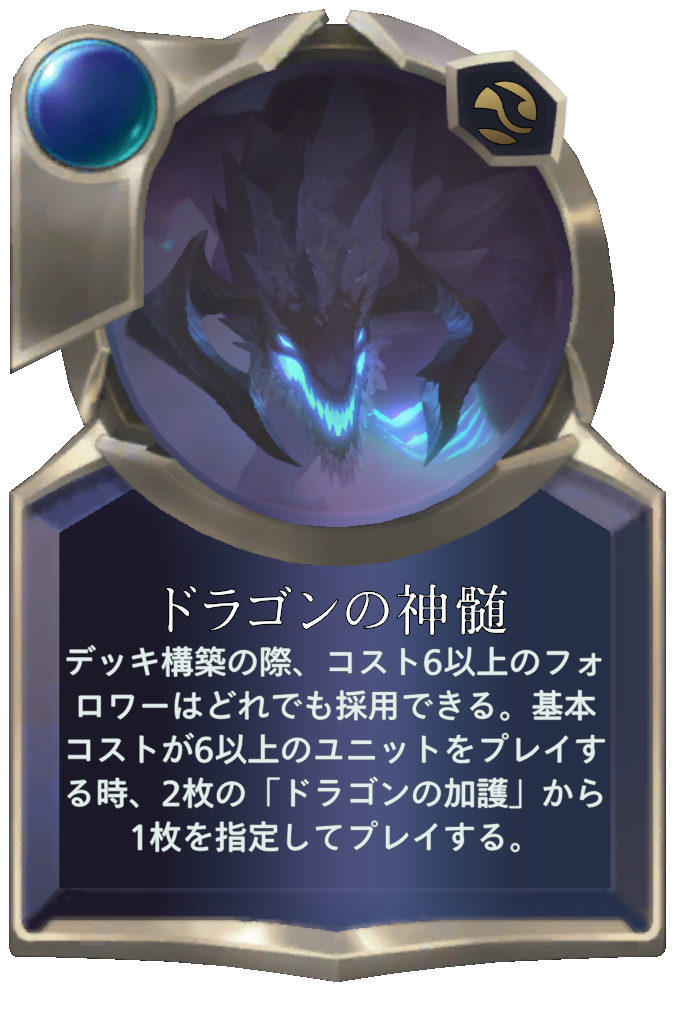 ドラゴンの神髄
デッキ構築の際、コスト6以上のフォ
ロワーはどれでも採用できる。基本
コストが6以上のユニットをプレイす
る時、2枚の「ドラゴンの加護」から
1枚を指定してプレイする。